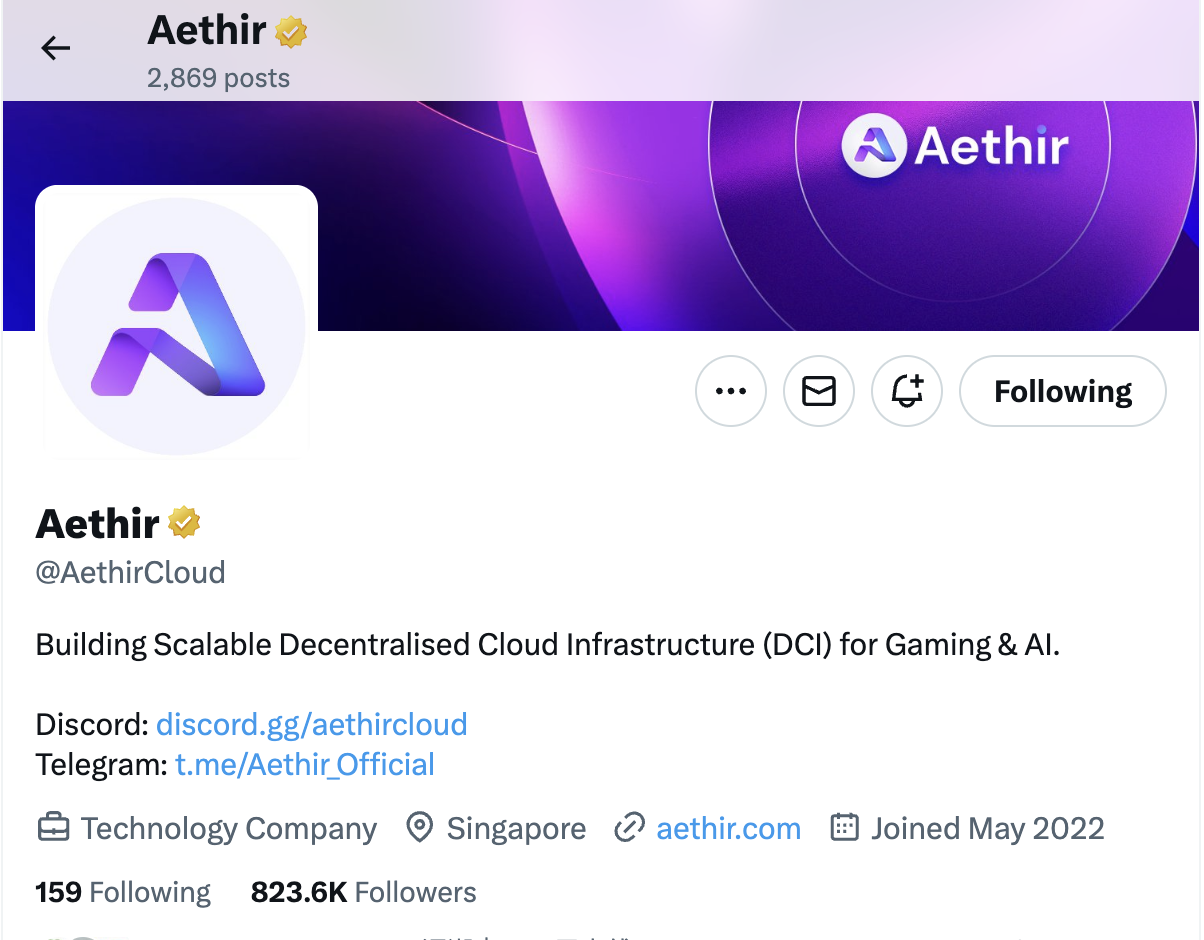 Aethir
2,869 posts
Aethir
Following
Aethir
@AethirCloud
Building Scalable Decentralised Cloud Infrastructure (DCI) for Gaming & AI.
Discord: discord.gg/aethircloud
Telegram: t.me/Aethir_Official
Technology Company Singapore aethir.com Joined May 2022
159 Following 823.6K Followers